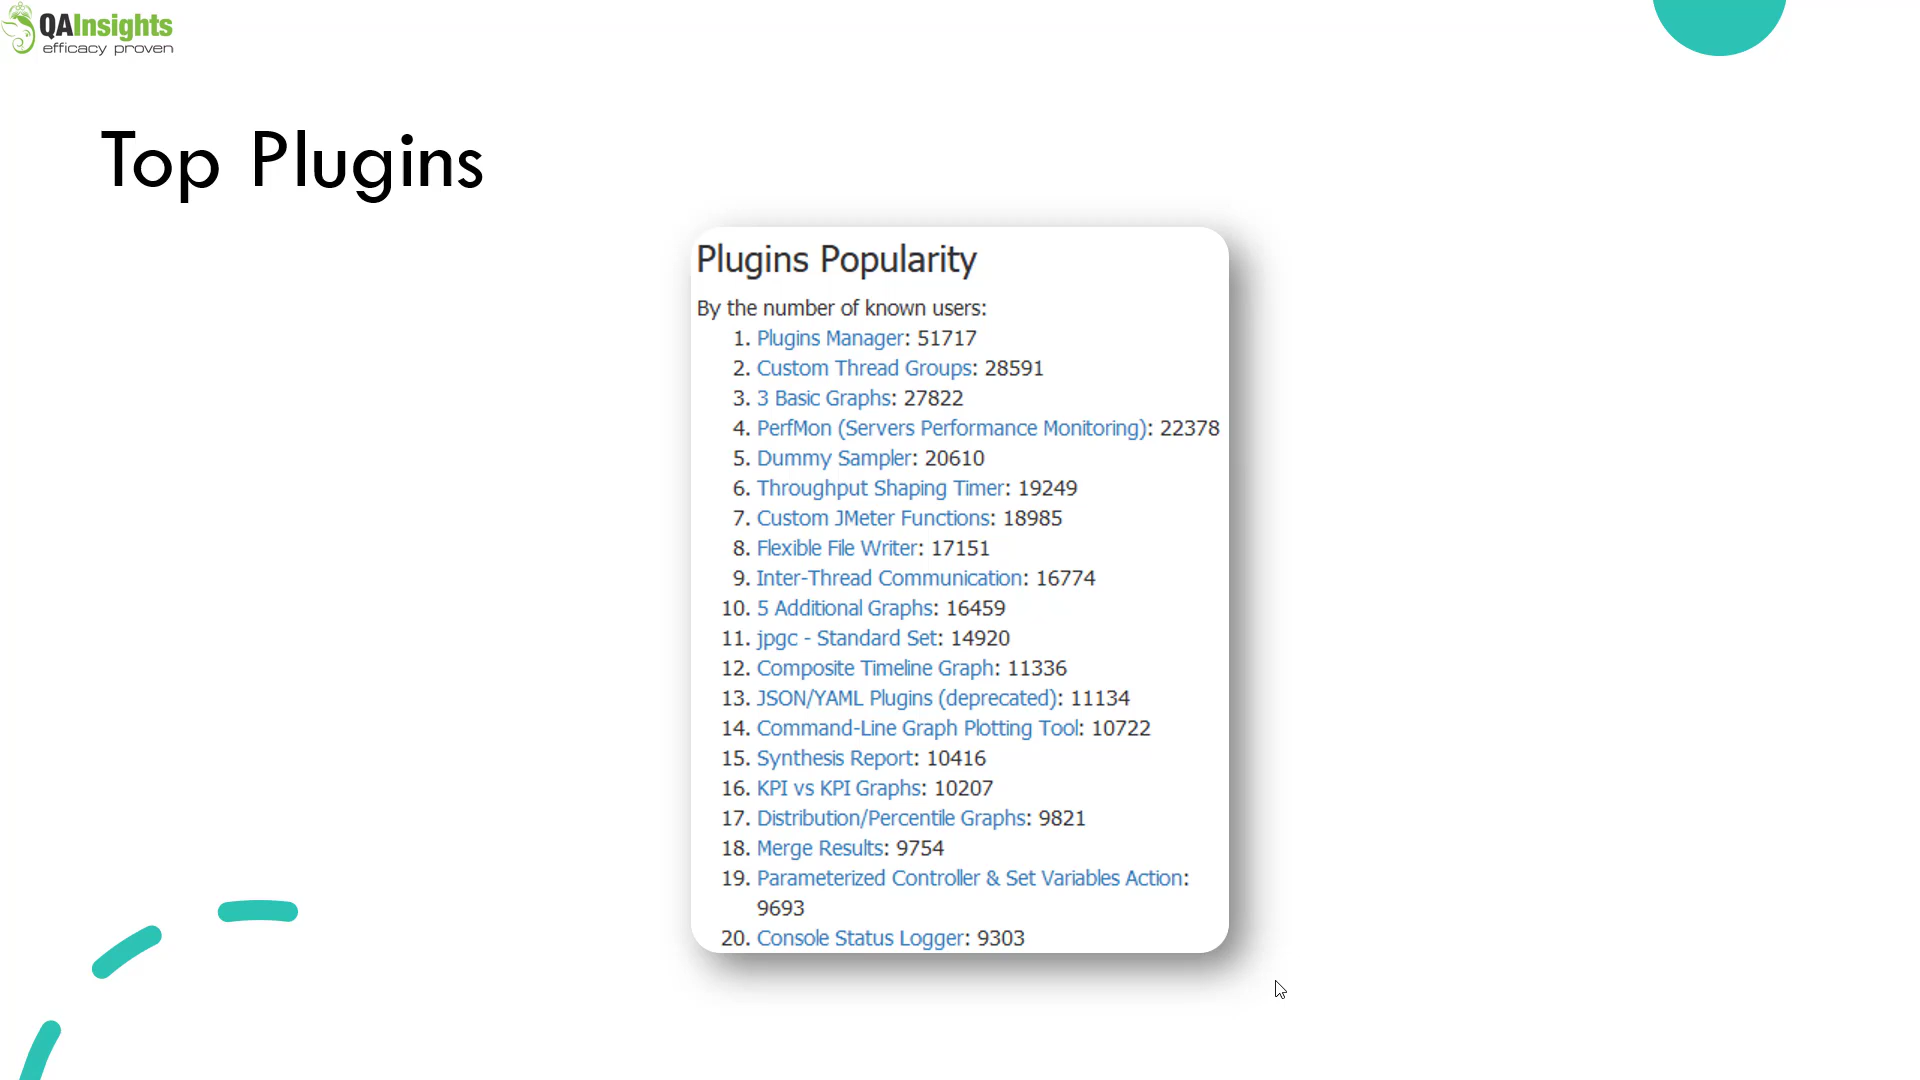 QAInsights
efficacy proven
Top Plugins
Plugins Popularity
By the number of known users:
1. Plugins Manager: 51717
2. Custom Thread Groups: 28591
3. 3 Basic Graphs: 27822
4. PerfMon (Servers Performance Monitoring): 22378
5. Dummy Sampler: 20610
6. Throughput Shaping Timer: 19249
7. Custom JMeter Functions: 18985
8. Flexible File Writer: 17151
9. Inter-Thread Communication: 16774
10. 5 Additional Graphs: 16459
11. jpgc - Standard Set: 14920
12. Composite Timeline Graph: 11336
13. JSON/YAML Plugins (deprecated): 11134
14. Command-Line Graph Plotting Tool: 10722
15. Synthesis Report: 10416
16. KPI vs KPI Graphs: 10207
17. Distribution/Percentile Graphs: 9821
18. Merge Results: 9754
19. Parameterized Controller & Set Variables Action:
9693
20. Console Status Logger: 9303